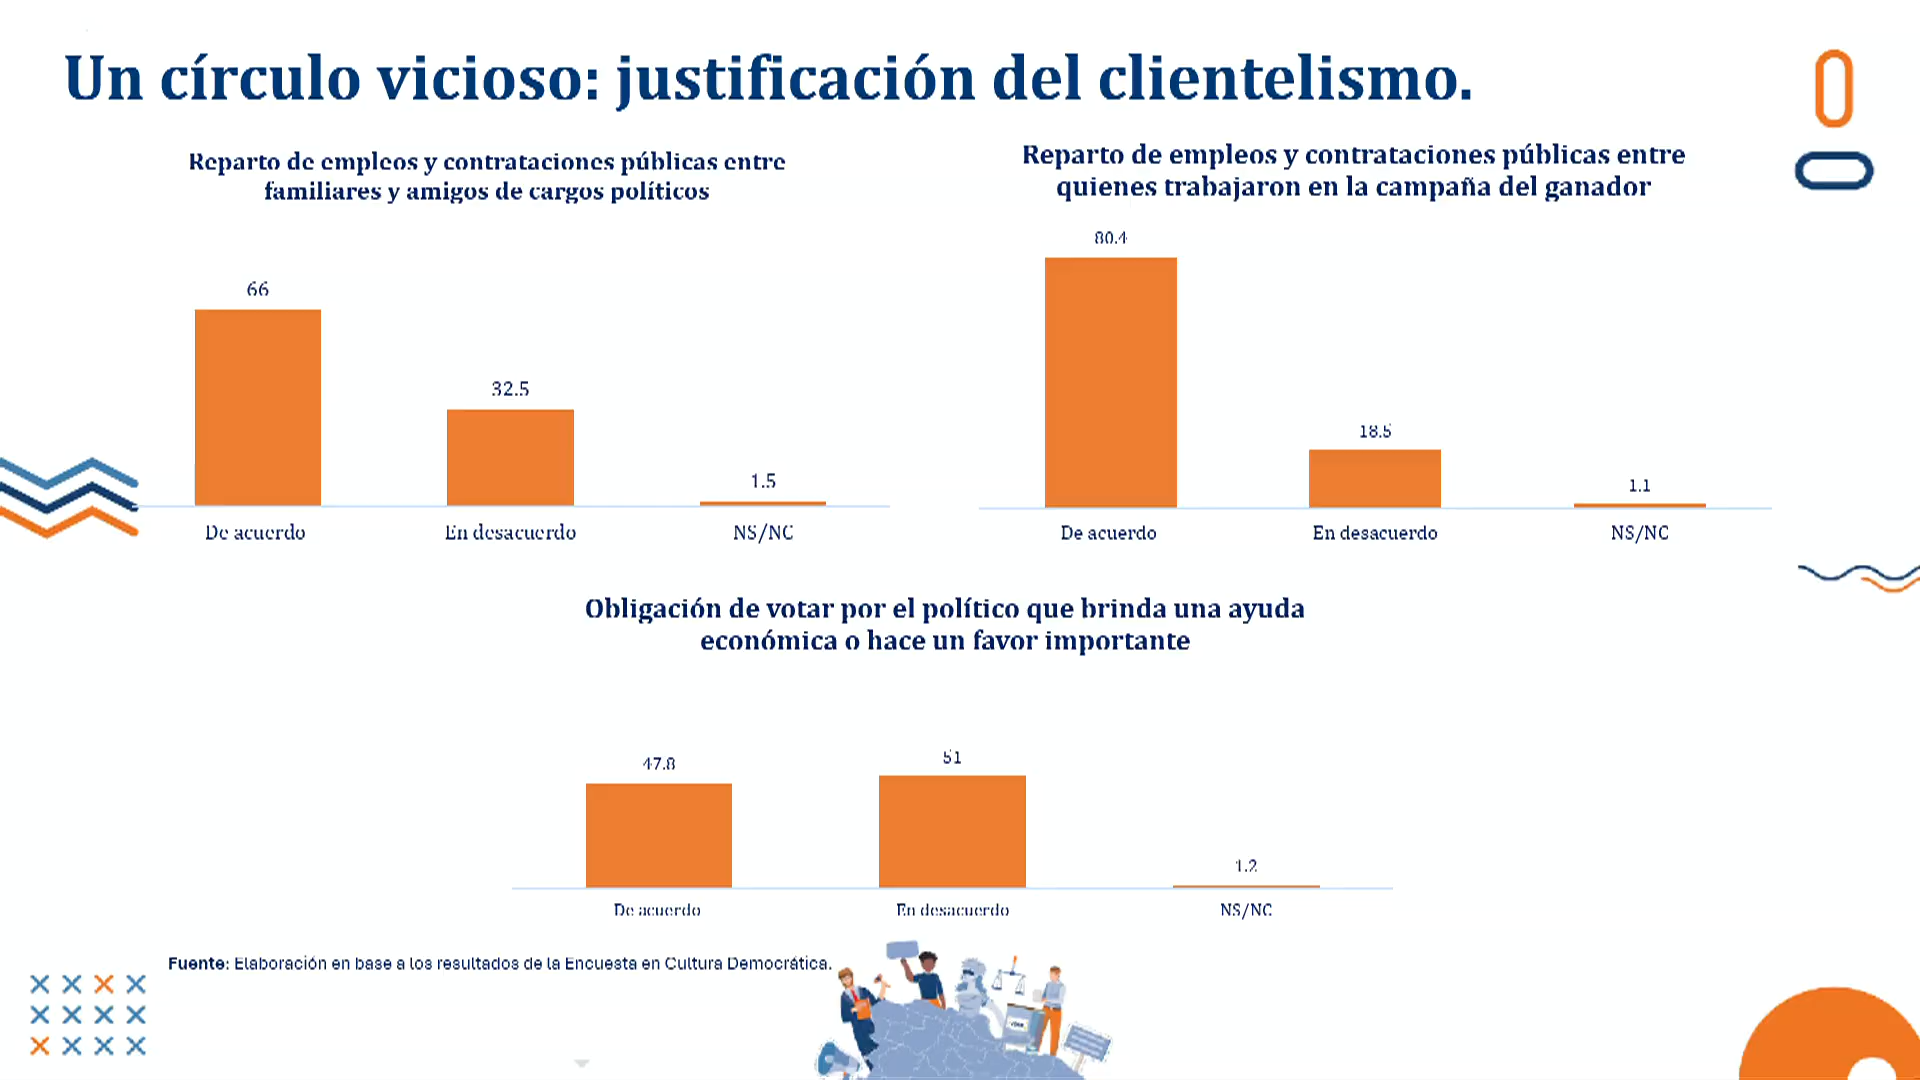 Un círculo vicioso: justificación del clientelismo.
Reparto de empleos y contrataciones públicas entre
familiares y amigos de cargos políticos
66
32.5
1.5
De acuerdo
En desacuerdo
NS/NC
Reparto de empleos y contrataciones públicas entre
quienes trabajaron en la campaña del ganador
80.4
18.5
1.1
De acuerdo
En desacuerdo
NS/NC
Obligación de votar por el político que brinda una ayuda
económica o hace un favor importante
47.8
51
1.2
De acuerdo
En desacuerdo
NS/NC
Fuente: Elaboración en base a los resultados de la Encuesta en Cultura Democrática.